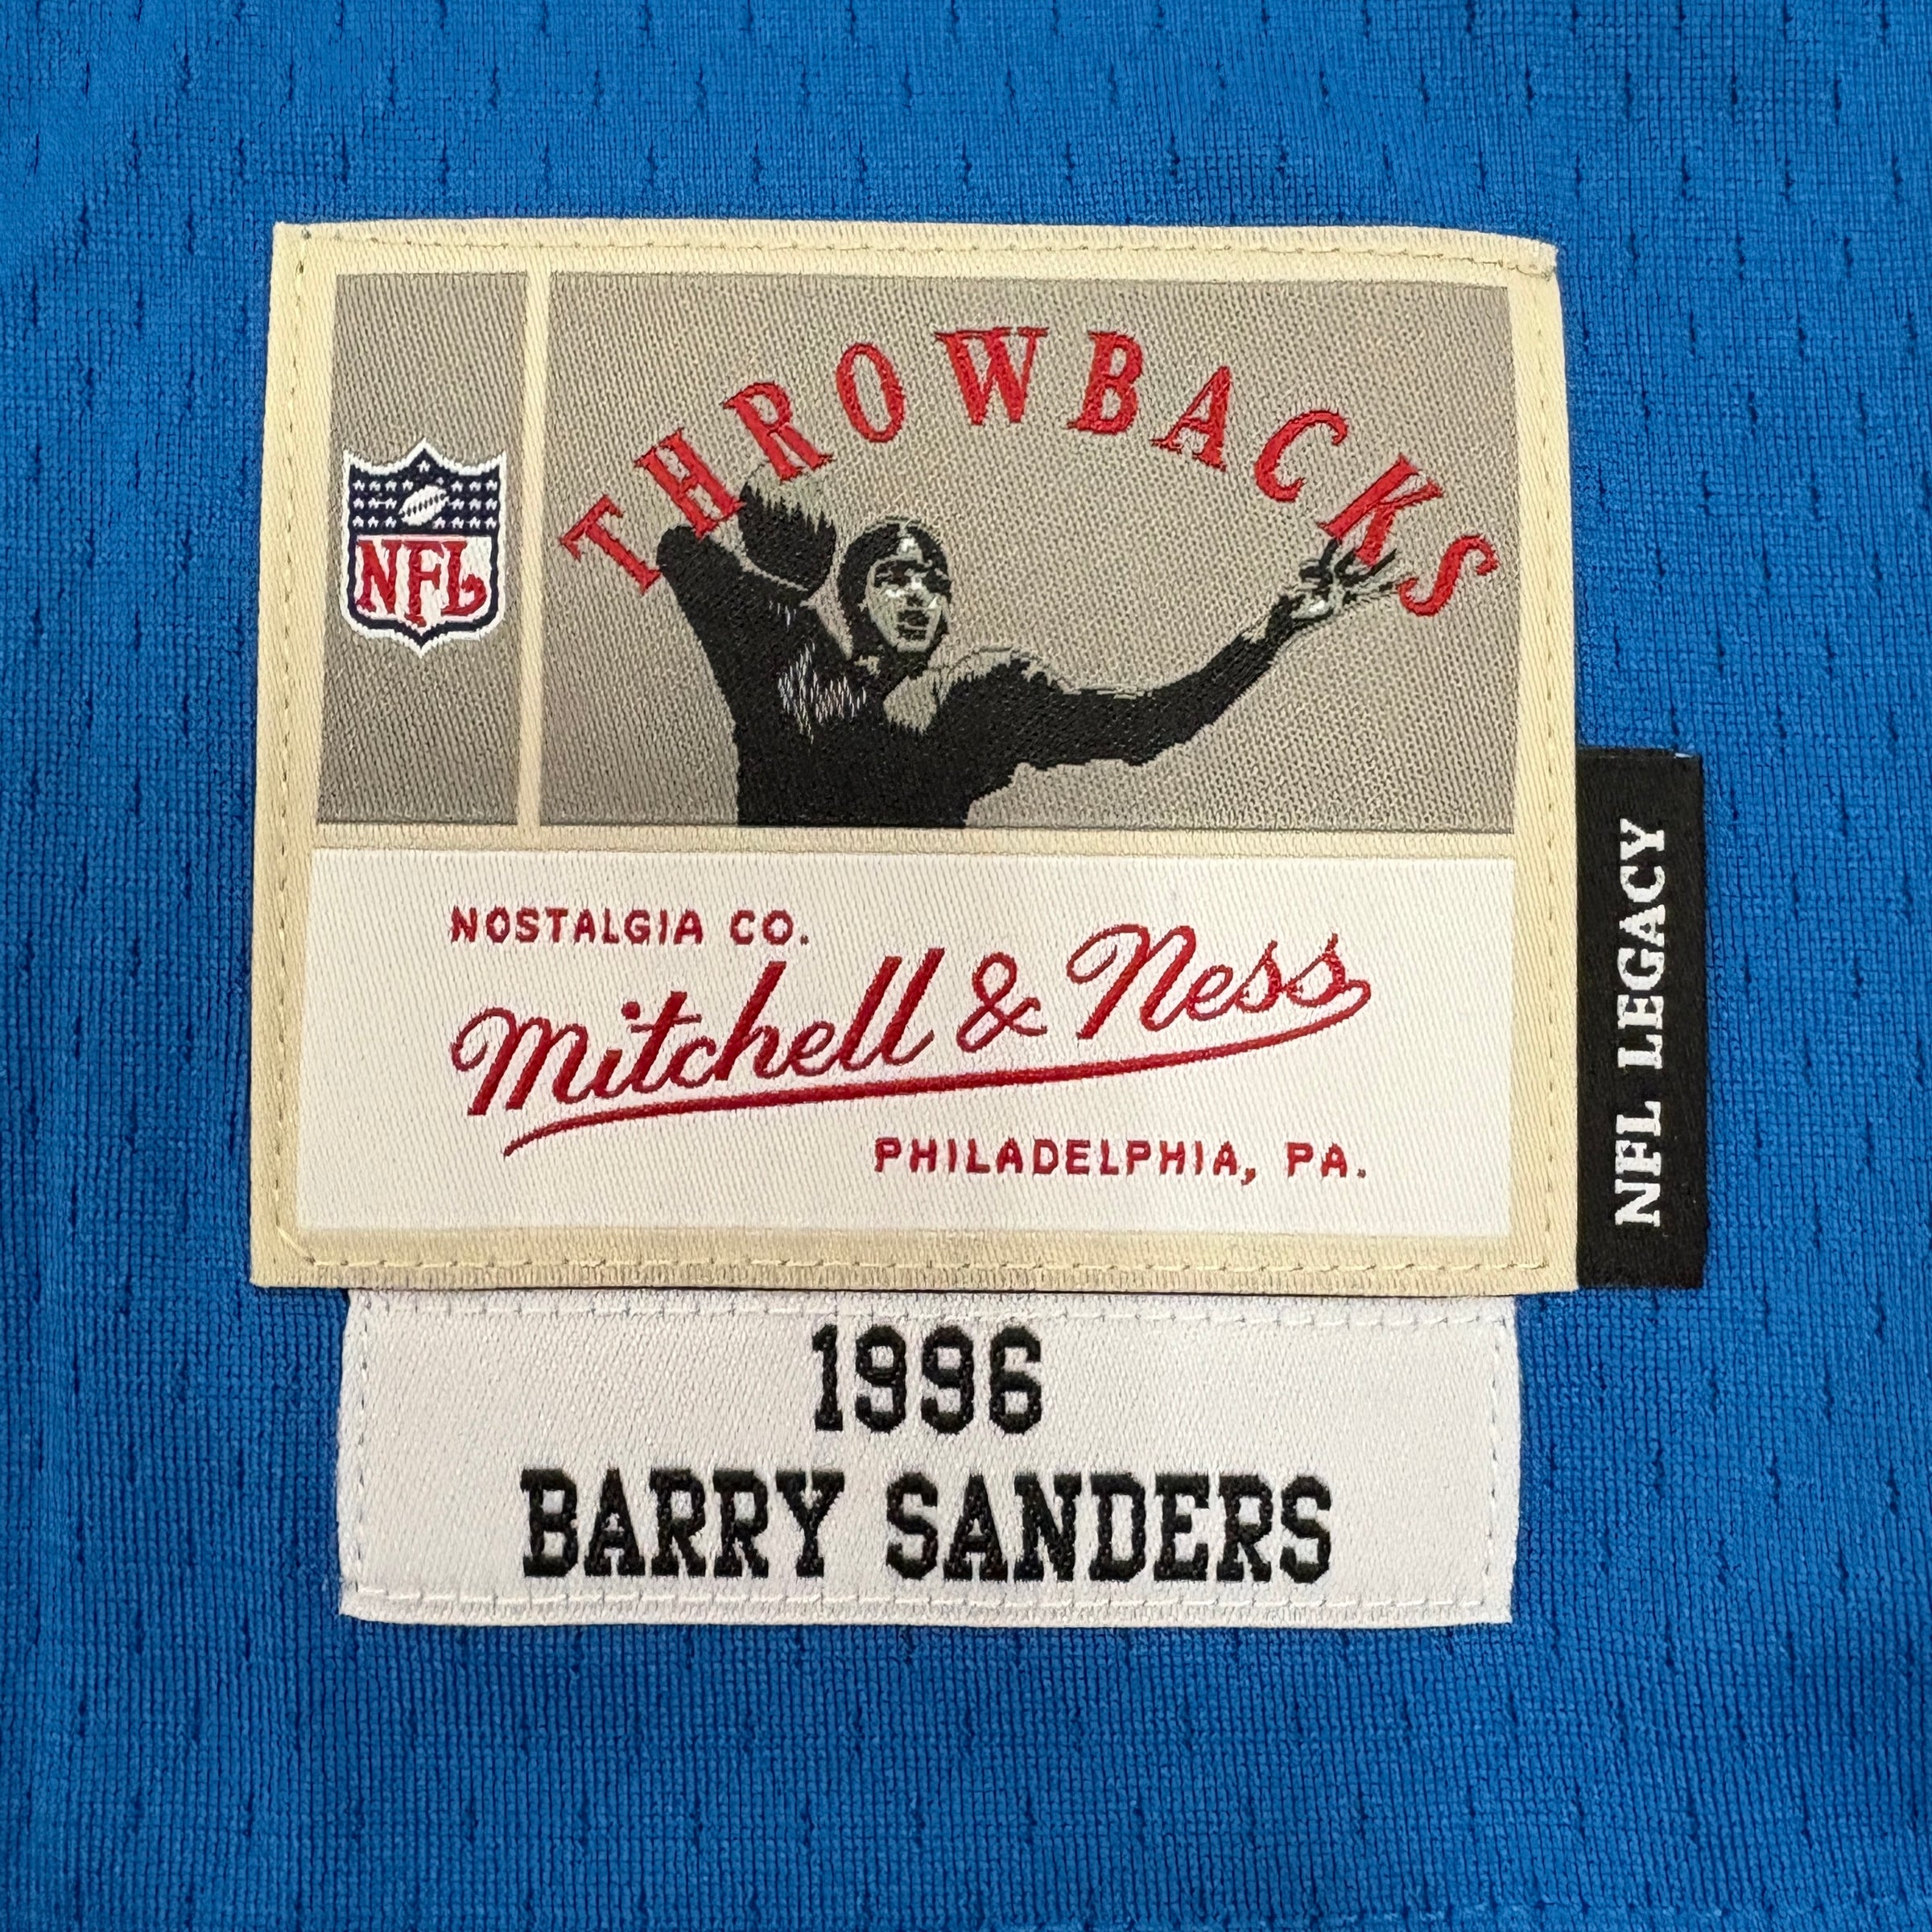 THROWBACKS
NFL
NOSTALGIA CO.
Mitchell & Ness
PHILADELPHIA, PA.
NFL LEGACY
1996
BARRY SANDERS